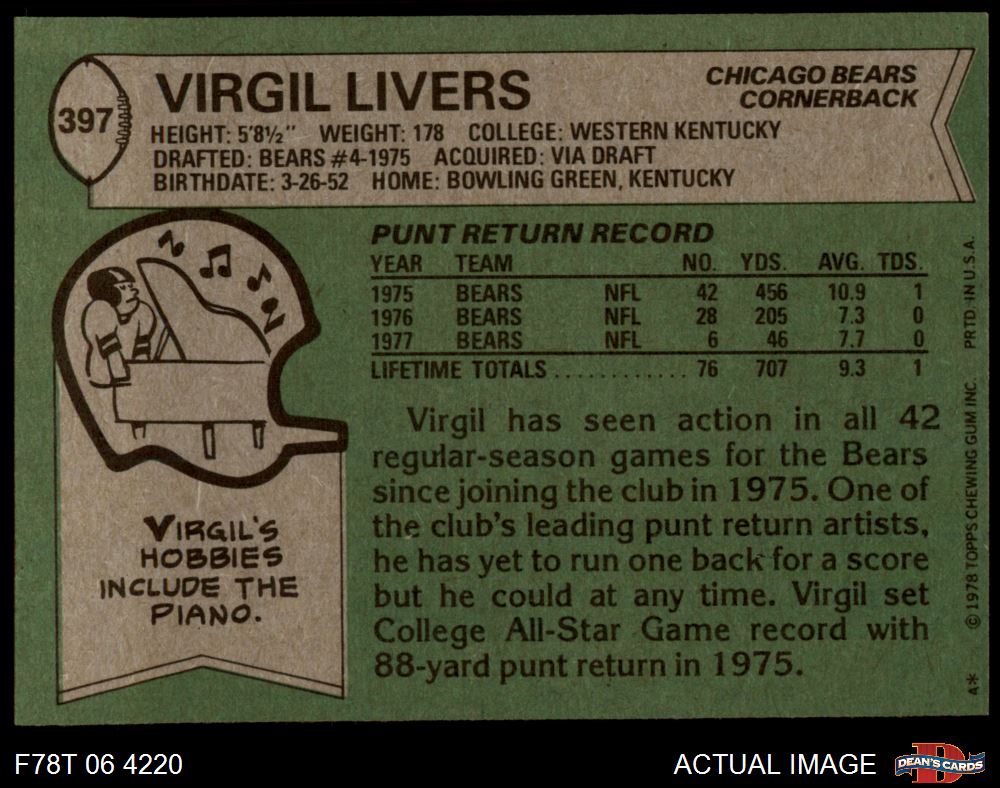 397
VIRGIL LIVERS
CHICAGO BEARS
CORNERBACK
HEIGHT: 5'8½" WEIGHT: 178 COLLEGE: WESTERN KENTUCKY
DRAFTED: BEARS #4-1975 ACQUIRED: VIA DRAFT
BIRTHDATE: 3-26-52 HOME: BOWLING GREEN, KENTUCKY
PUNT RETURN RECORD
YEAR TEAM NO. YDS. AVG. TDS.
1975 BEARS NFL 42 456 10.9 1
1976 BEARS NFL 28 205 7.3 0
1977 BEARS NFL 6 46 7.7 0
LIFETIME TOTALS ............ 76 707 9.3 1
Virgil has seen action in all 42
regular-season games for the Bears
since joining the club in 1975. One of
the club's leading punt return artists,
he has yet to run one back for a score
but he could at any time. Virgil set
College All-Star Game record with
88-yard punt return in 1975.
VIRGIL'S
HOBBIES
INCLUDE THE
PIANO.
A* © 1978 TOPPS CHEWING GUM INC. PRTD. IN U.S.A.
F78T 06 4220
ACTUAL IMAGE
DEAN'S CARDS